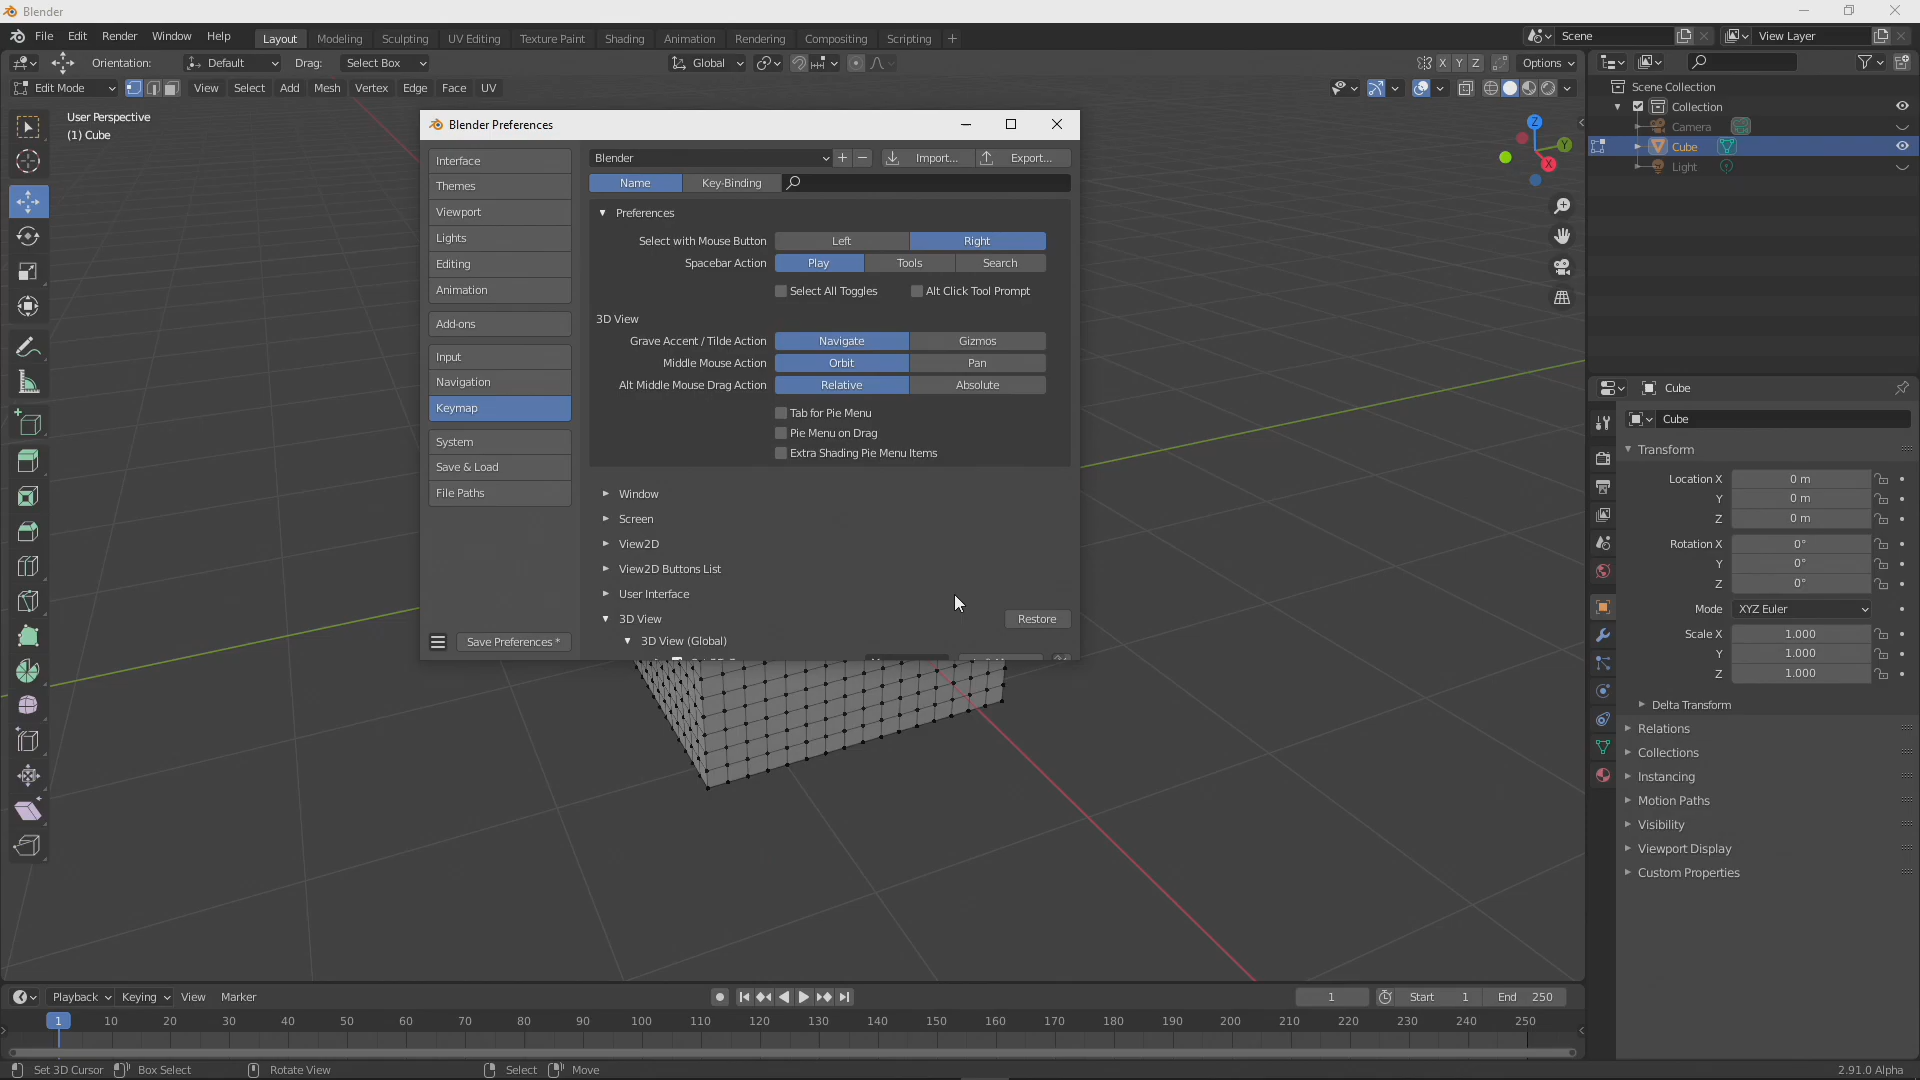 Blender
File Edit Render Window Help
Layout Modeling Sculpting UV Editing Texture Paint Shading Animation Rendering Compositing Scripting +
Scene
View Layer
Orientation: Default Drag: Select Box
Global
X Y Z Options
Edit Mode View Select Add Mesh Vertex Edge Face UV
User Perspective
(1) Cube
Z
Y
X
Blender Preferences
Interface
Themes
Viewport
Lights
Editing
Animation
Add-ons
Input
Navigation
Keymap
System
Save & Load
File Paths
Save Preferences *
Blender + − Import... Export...
Name Key-Binding
Preferences
Select with Mouse Button Left Right
Spacebar Action Play Tools Search
Select All Toggles Alt Click Tool Prompt
3D View
Grave Accent / Tilde Action Navigate Gizmos
Middle Mouse Action Orbit Pan
Alt Middle Mouse Drag Action Relative Absolute
Tab for Pie Menu
Pie Menu on Drag
Extra Shading Pie Menu Items
Window
Screen
View2D
View2D Buttons List
User Interface
3D View Restore
3D View (Global)
Scene Collection
Collection
Camera
Cube
Light
Cube
Cube
Transform
Location X 0 m
Y 0 m
Z 0 m
Rotation X 0°
Y 0°
Z 0°
Mode XYZ Euler
Scale X 1.000
Y 1.000
Z 1.000
Delta Transform
Relations
Collections
Instancing
Motion Paths
Visibility
Viewport Display
Custom Properties
Playback Keying View Marker
1 Start 1 End 250
1 10 20 30 40 50 60 70 80 90 100 110 120 130 140 150 160 170 180 190 200 210 220 230 240 250
Set 3D Cursor Box Select Rotate View Select Move
2.91.0 Alpha